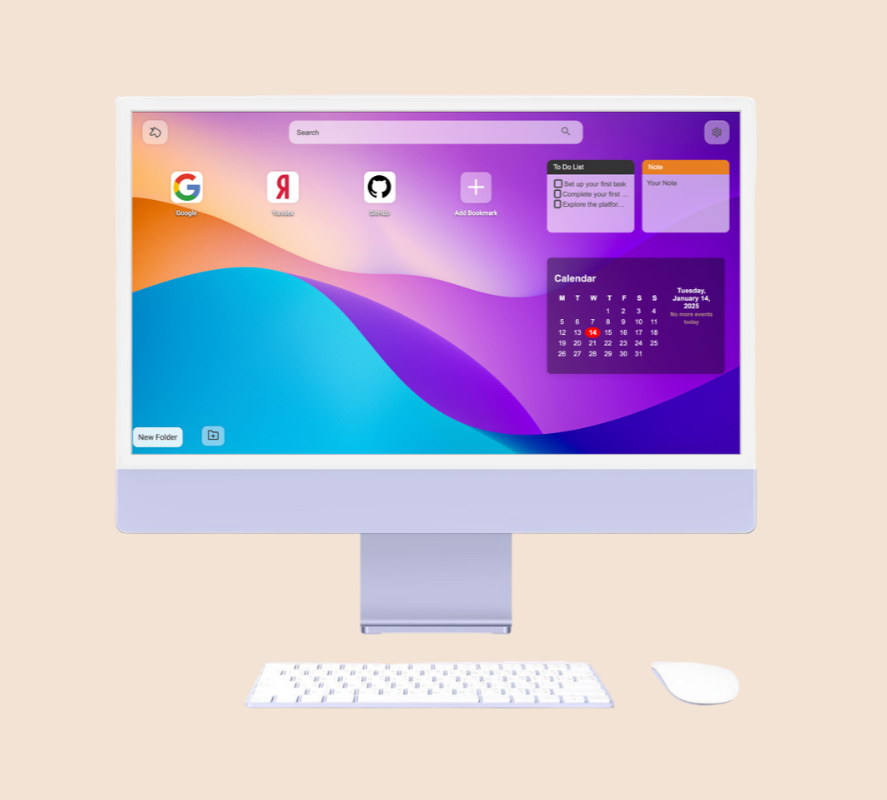 Search
Google
Yandex
GitHub
Add Bookmark
To Do List
Set up your first task
Complete your first ...
Explore the platfor...
Note
Your Note
Calendar
M T W T F S S
1 2 3 4
5 6 7 8 9 10 11
12 13 14 15 16 17 18
19 20 21 22 23 24 25
26 27 28 29 30 31
Tuesday,
January 14,
2025
No more events
today
New Folder